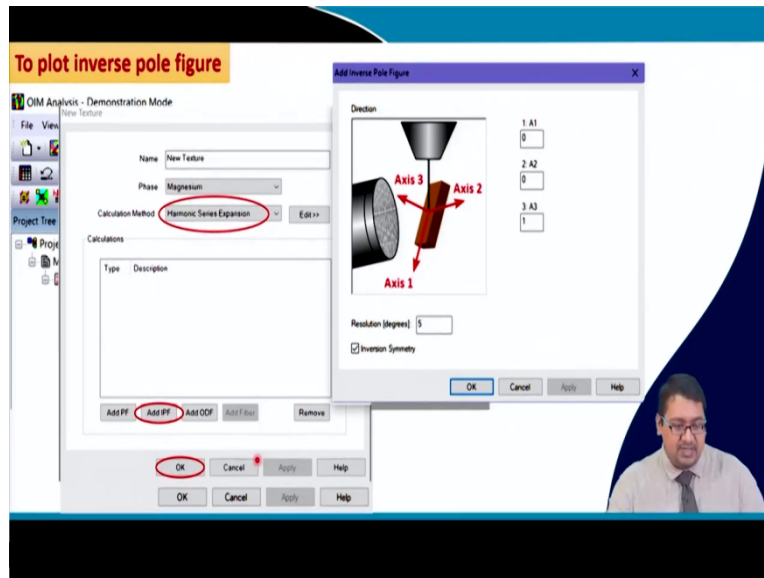 To plot inverse pole figure
OIM Analysis - Demonstration Mode
File View
Project Tree
New Texture
Name New Texture
Phase Magnesium
Calculation Method Harmonic Series Expansion Edit>>
Calculations
Type Description
Add PF Add IPF Add ODF Add Fiber Remove
OK Cancel Apply Help
OK Cancel Apply Help
Add Inverse Pole Figure X
Direction
Axis 3
Axis 2
Axis 1
1: A1
0
2: A2
0
3: A3
1
Resolution [degrees] 5
Inversion Symmetry
OK Cancel Apply Help